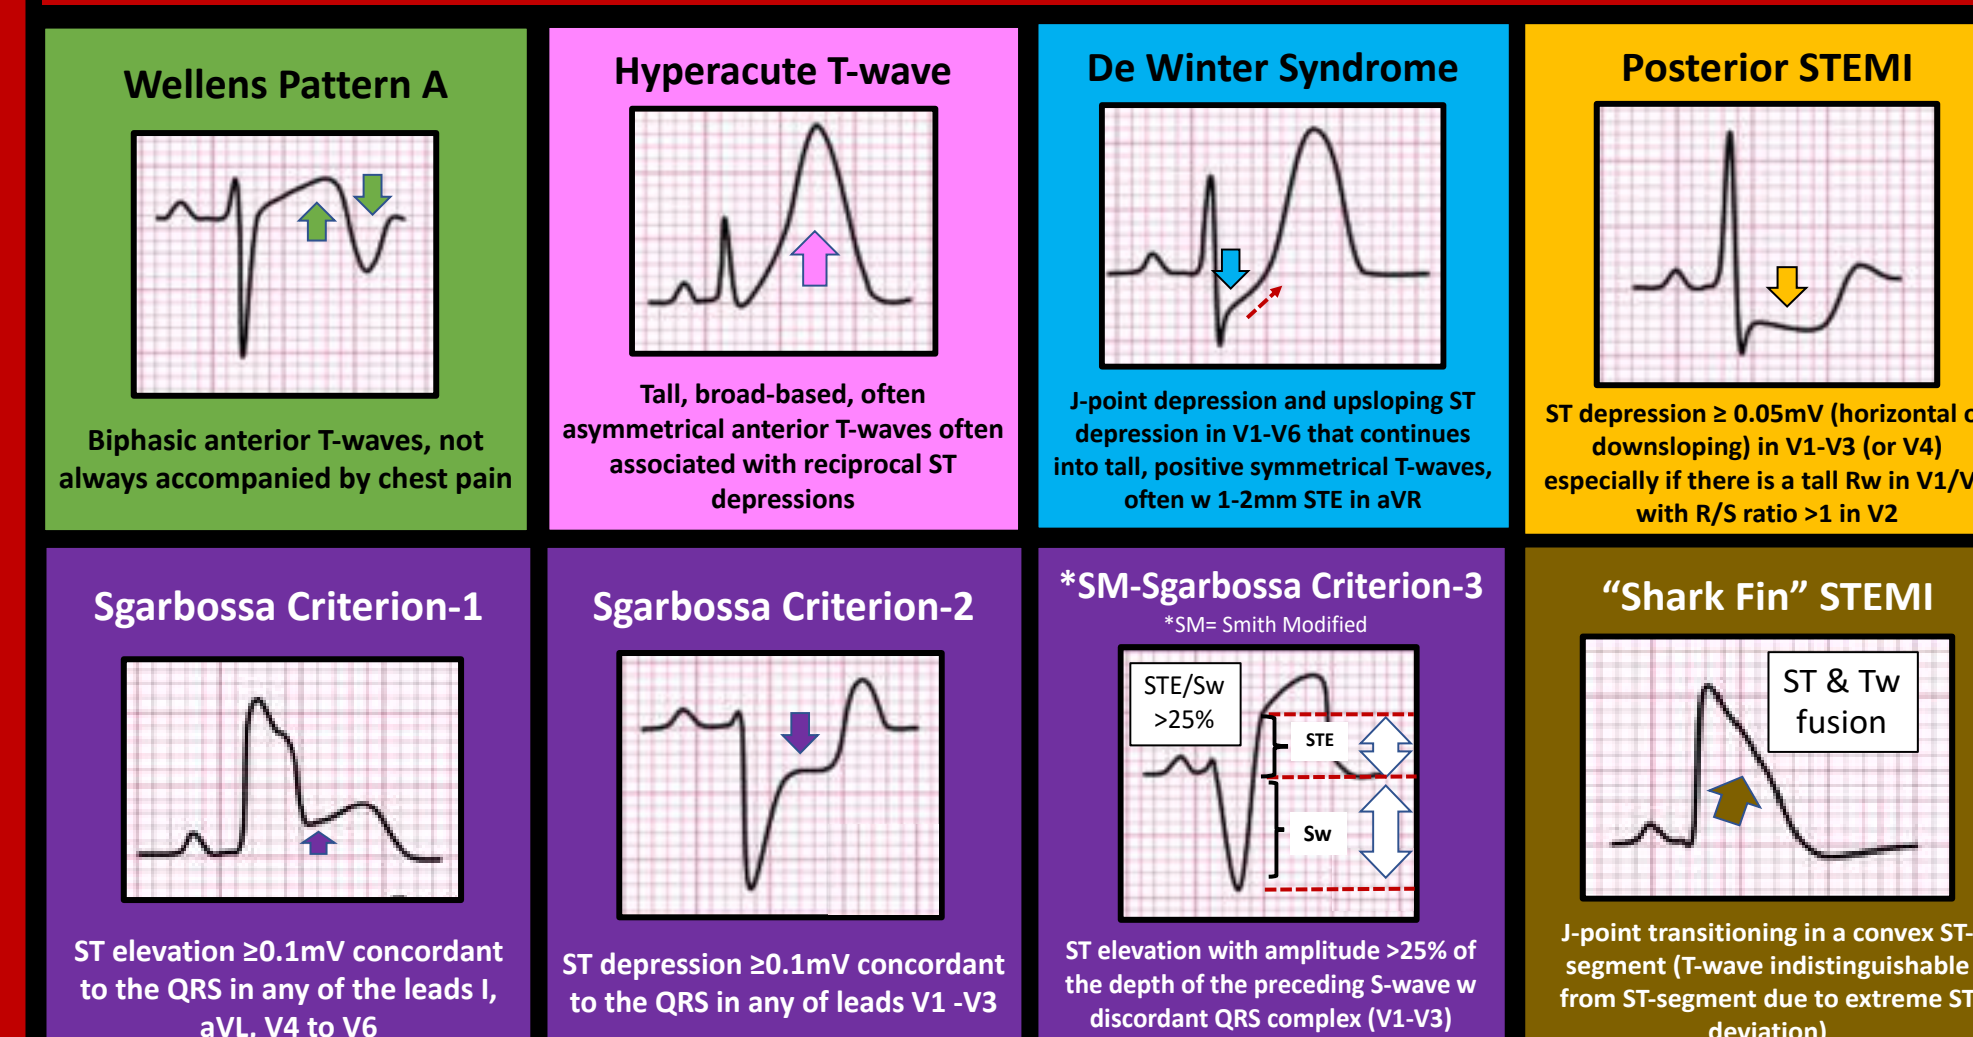 Wellens Pattern A
Biphasic anterior T-waves, not
always accompanied by chest pain
Hyperacute T-wave
Tall, broad-based, often
asymmetrical anterior T-waves often
associated with reciprocal ST
depressions
De Winter Syndrome
J-point depression and upsloping ST
depression in V1-V6 that continues
into tall, positive symmetrical T-waves,
often w 1-2mm STE in aVR
Posterior STEMI
ST depression ≥ 0.05mV (horizontal
downsloping) in V1-V3 (or V4)
especially if there is a tall Rw in
with R/S ratio >1 in V2
Sgarbossa Criterion-1
ST elevation ≥0.1mV concordant
to the QRS in any of the leads I,
aVL, V4 to V6
Sgarbossa Criterion-2
ST depression ≥0.1mV concordant
to the QRS in any of leads V1 -V3
*SM-Sgarbossa Criterion-3
*SM= Smith Modified
STE/Sw
>25%
STE
Sw
ST elevation with amplitude >25% of
the depth of the preceding S-wave w
discordant QRS complex (V1-V3)
“Shark Fin” STEMI
ST & Tw
fusion
J-point transitioning in a convex ST-
segment (T-wave indistinguishable
from ST-segment due to extreme ST
deviation)